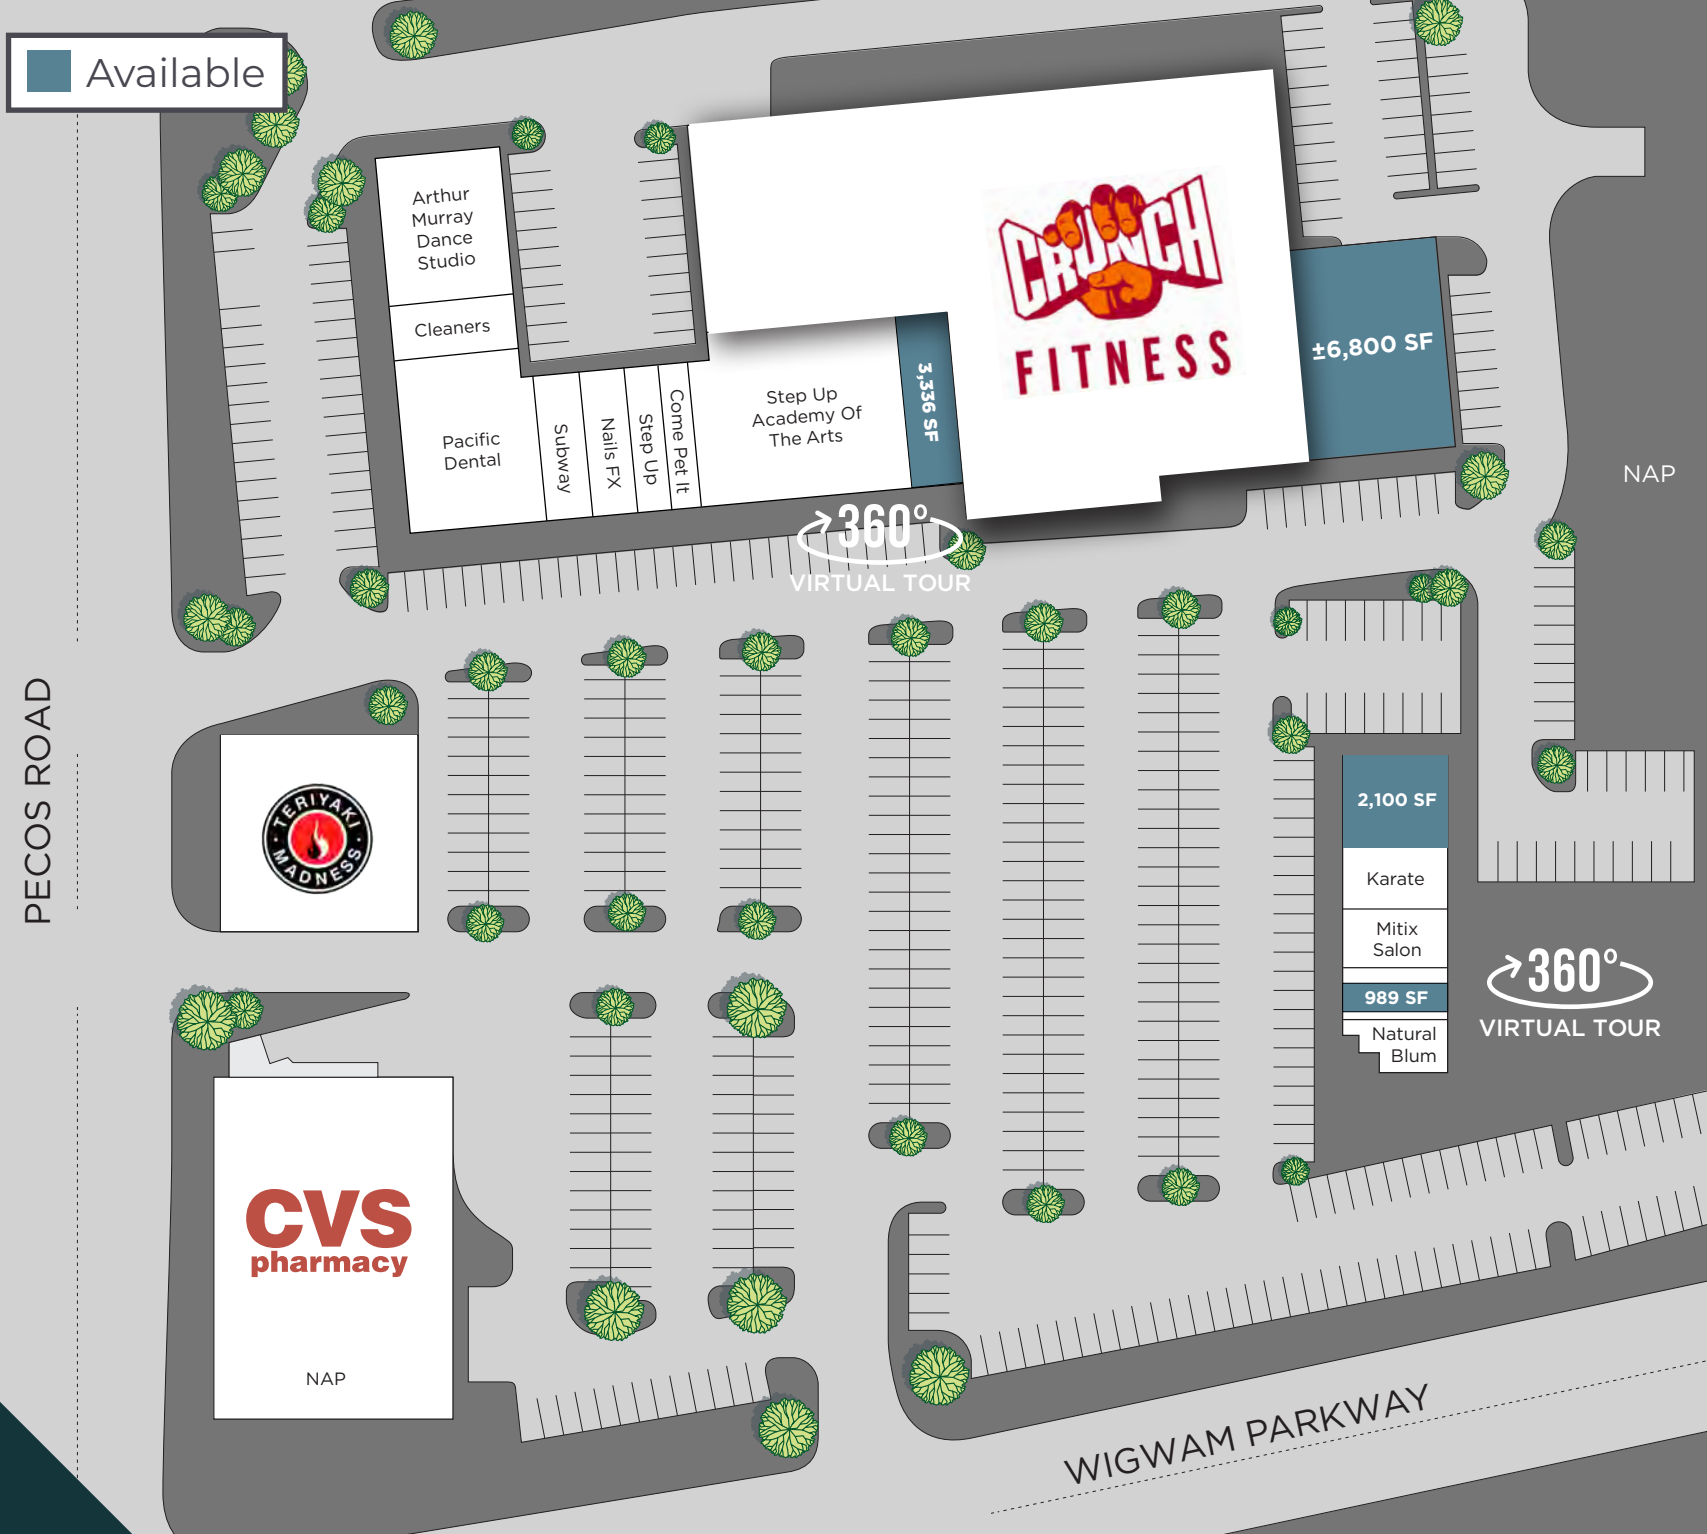 Available
Arthur
Murray
Dance
Studio
Cleaners
Pacific
Dental
Subway
Nails FX
Step Up
Come Pet It
Step Up
Academy Of
The Arts
3,336 SF
CRUNCH
FITNESS
±6,800 SF
NAP
360°
VIRTUAL TOUR
PECOS ROAD
TERIYAKI
MADNESS
2,100 SF
Karate
Mitix
Salon
989 SF
Natural
Blum
360°
VIRTUAL TOUR
CVS
pharmacy
NAP
WIGWAM PARKWAY